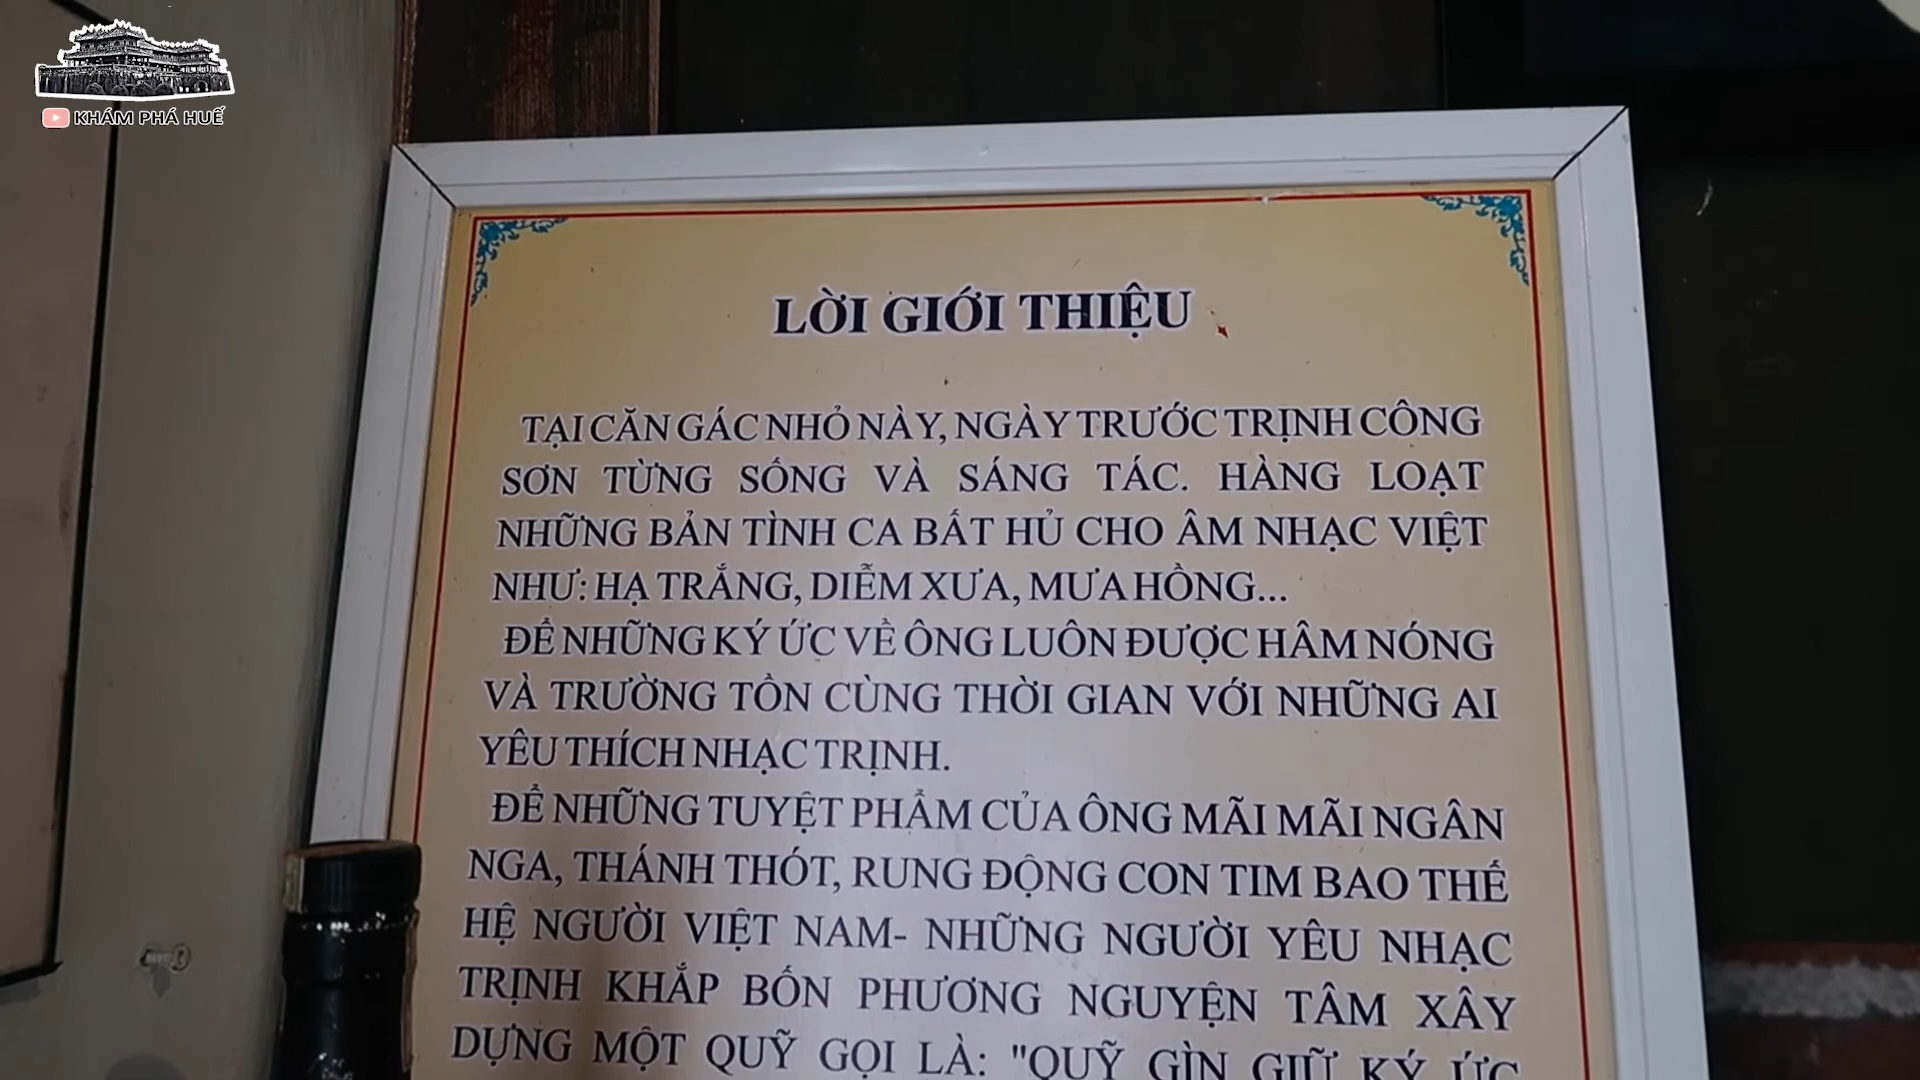 KHÁM PHÁ HUẾ
LỜI GIỚI THIỆU
TẠI CĂN GÁC NHỎ NÀY, NGÀY TRƯỚC TRỊNH CÔNG
SƠN TỪNG SỐNG VÀ SÁNG TÁC. HÀNG LOẠT
NHỮNG BẢN TÌNH CA BẤT HỦ CHO ÂM NHẠC VIỆT
NHƯ: HẠ TRẮNG, DIỄM XƯA, MƯA HỒNG...
ĐỂ NHỮNG KÝ ỨC VỀ ÔNG LUÔN ĐƯỢC HÂM NÓNG
VÀ TRƯỜNG TỒN CÙNG THỜI GIAN VỚI NHỮNG AI
YÊU THÍCH NHẠC TRỊNH.
ĐỂ NHỮNG TUYỆT PHẨM CỦA ÔNG MÃI MÃI NGÂN
NGA, THÁNH THÓT, RUNG ĐỘNG CON TIM BAO THẾ
HỆ NGƯỜI VIỆT NAM- NHỮNG NGƯỜI YÊU NHẠC
TRỊNH KHẮP BỐN PHƯƠNG NGUYỆN TÂM XÂY
DỰNG MỘT QUỸ GỌI LÀ: "QUỸ GÌN GIỮ KÝ ỨC